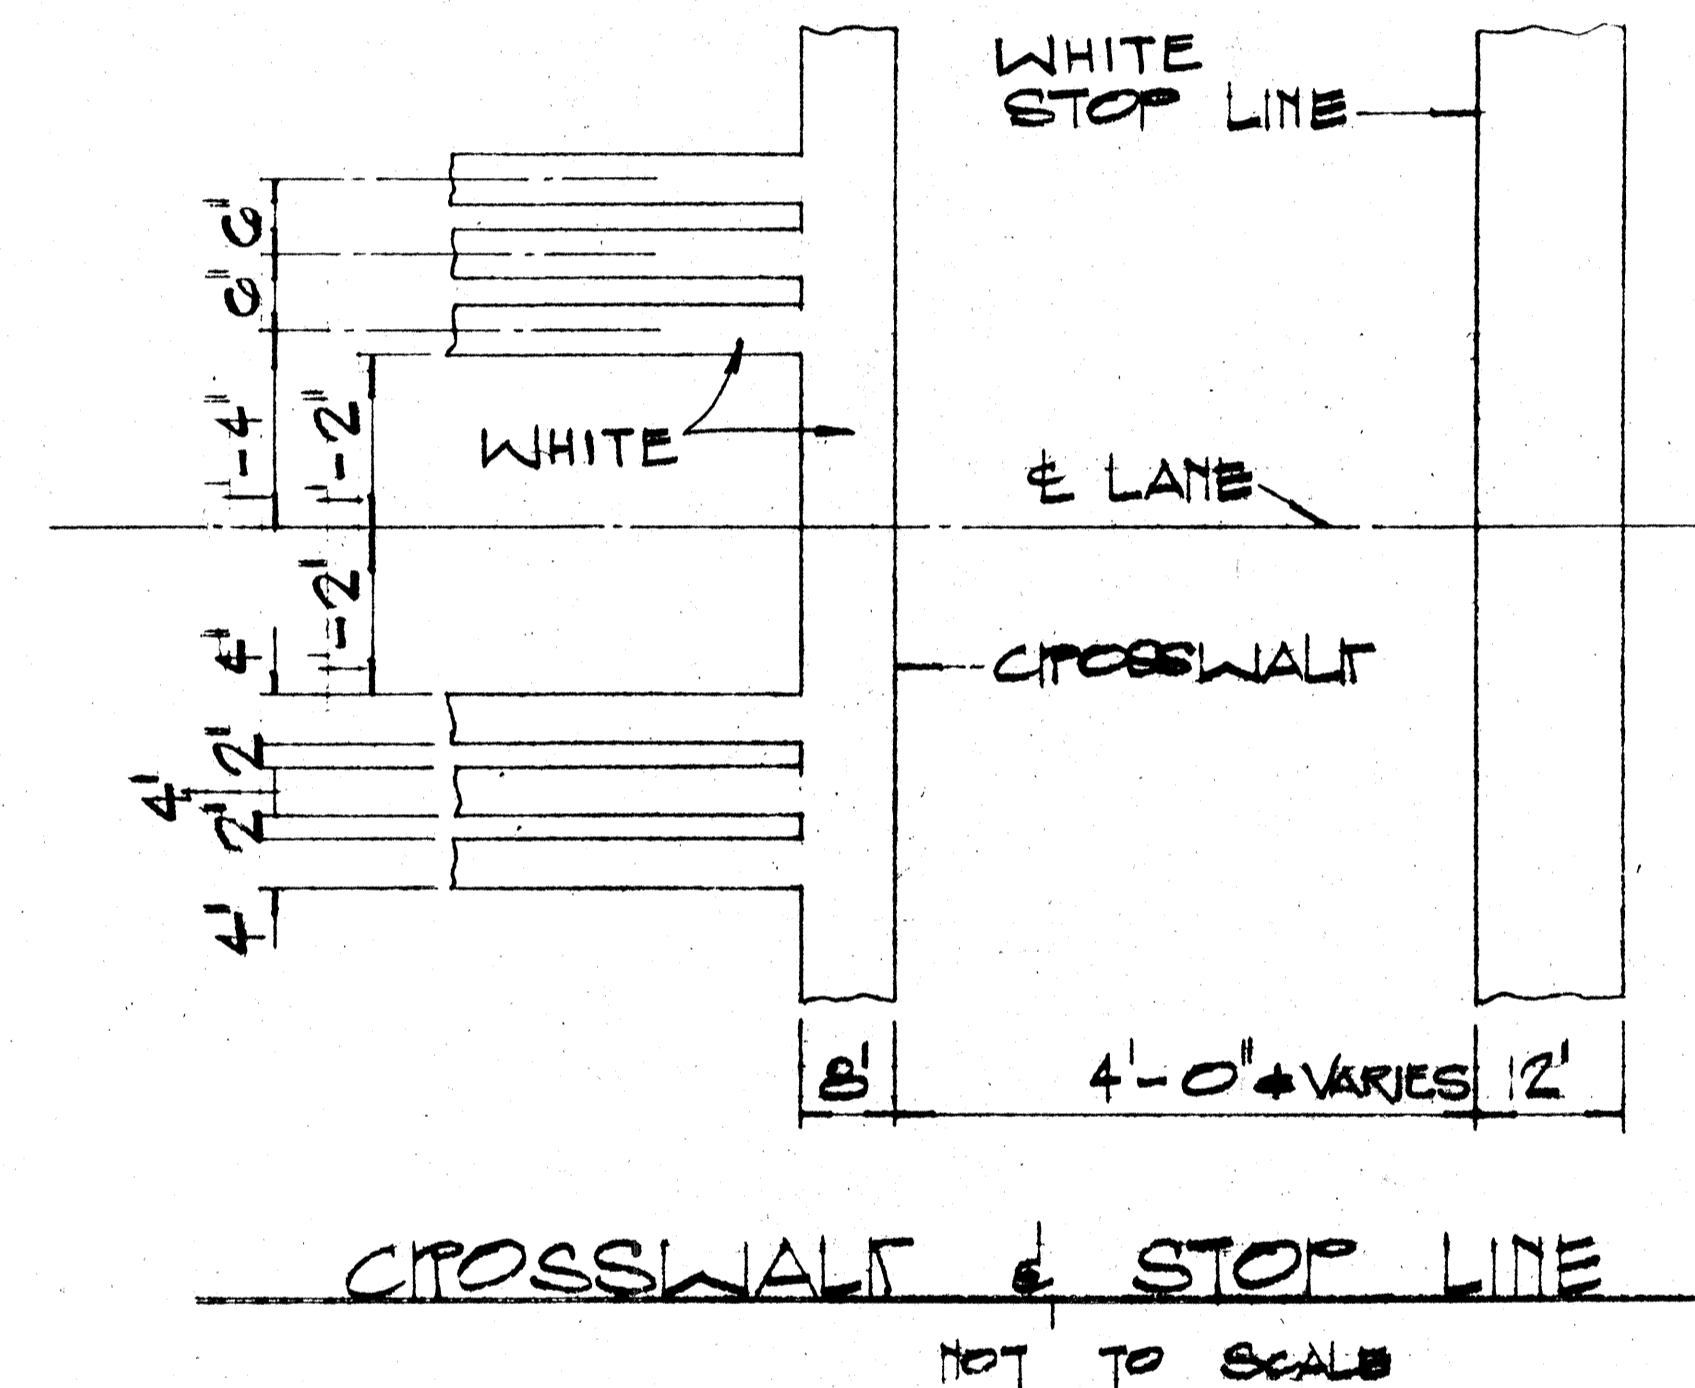 WHITE
STOP LINE
6"
6"
1'-4"
1'-2"
WHITE
℄ LANE
1'-2"
4"
CROSSWALK
2"
4"
2"
4"
8"
4'-0" & VARIES
12"
CROSSWALK & STOP LINE
NOT TO SCALE